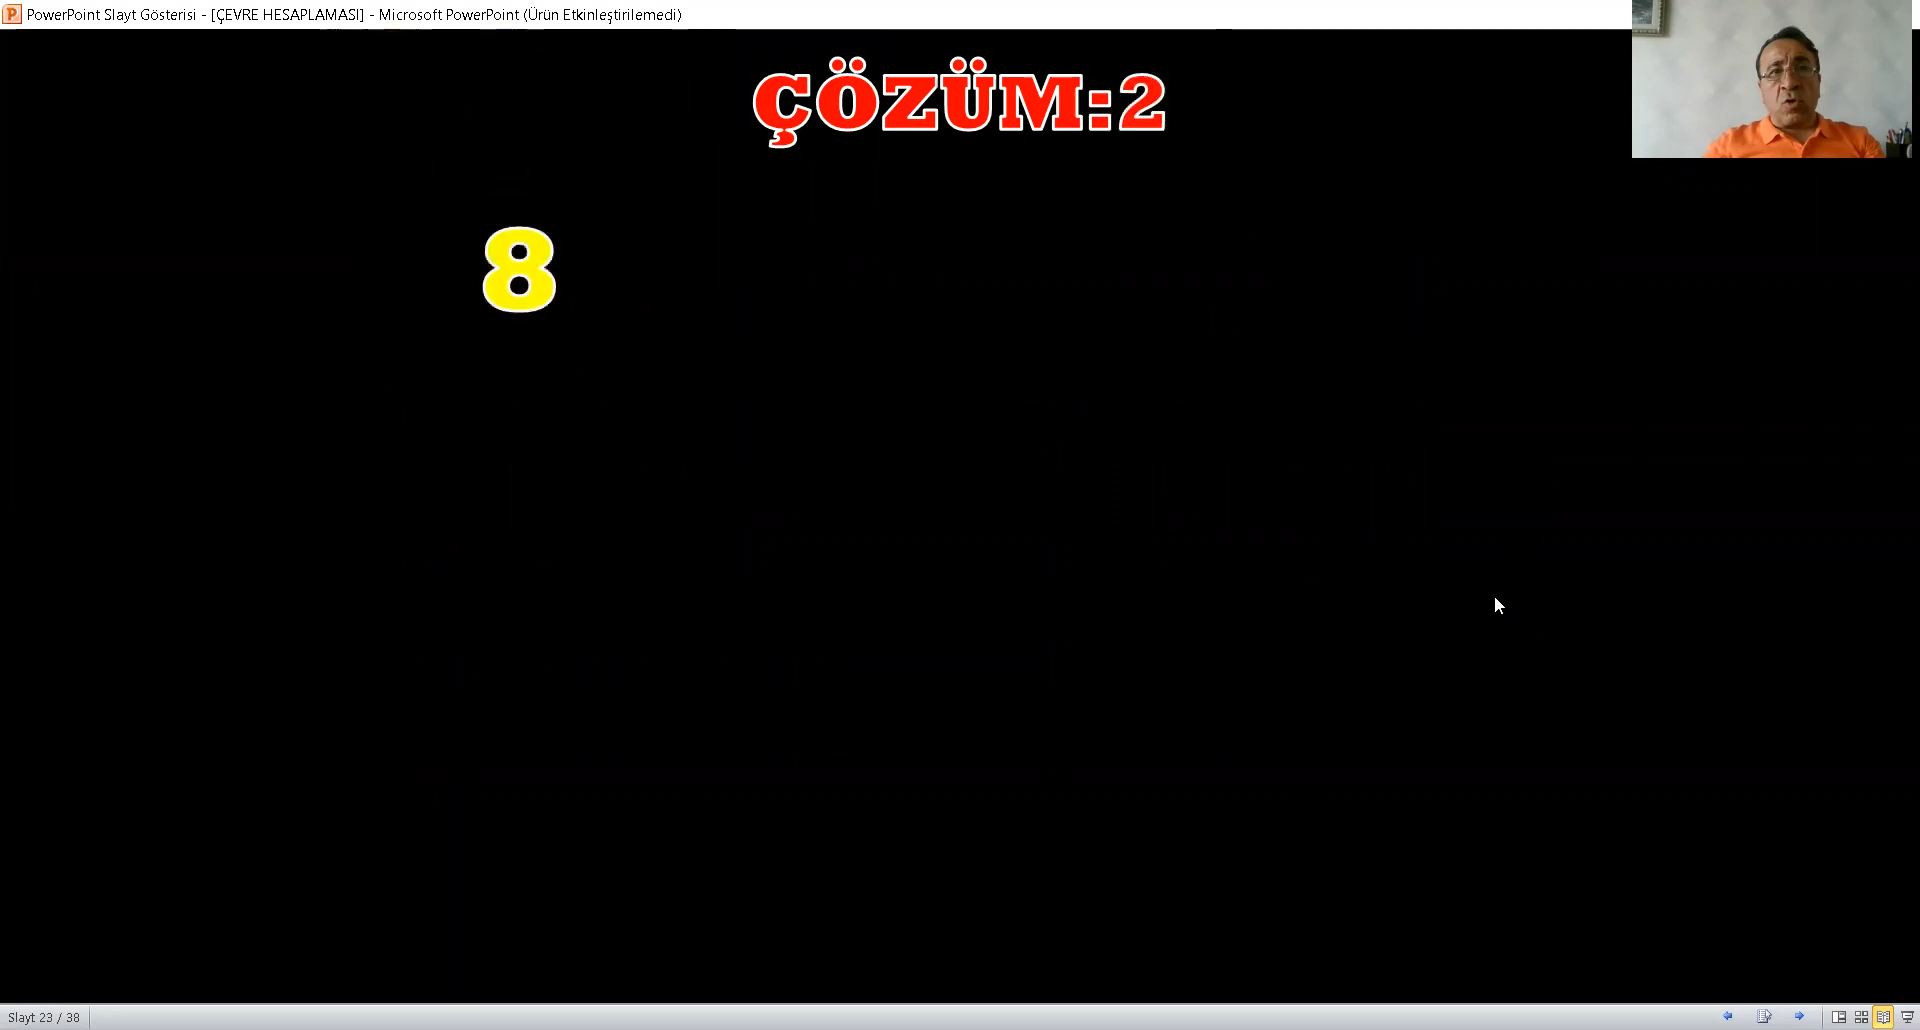 PowerPoint Slayt Gösterisi - [ÇEVRE HESAPLAMASI] - Microsoft PowerPoint (Ürün Etkinleştirilemedi)
ÇÖZÜM:2
8
Slayt 23 / 38